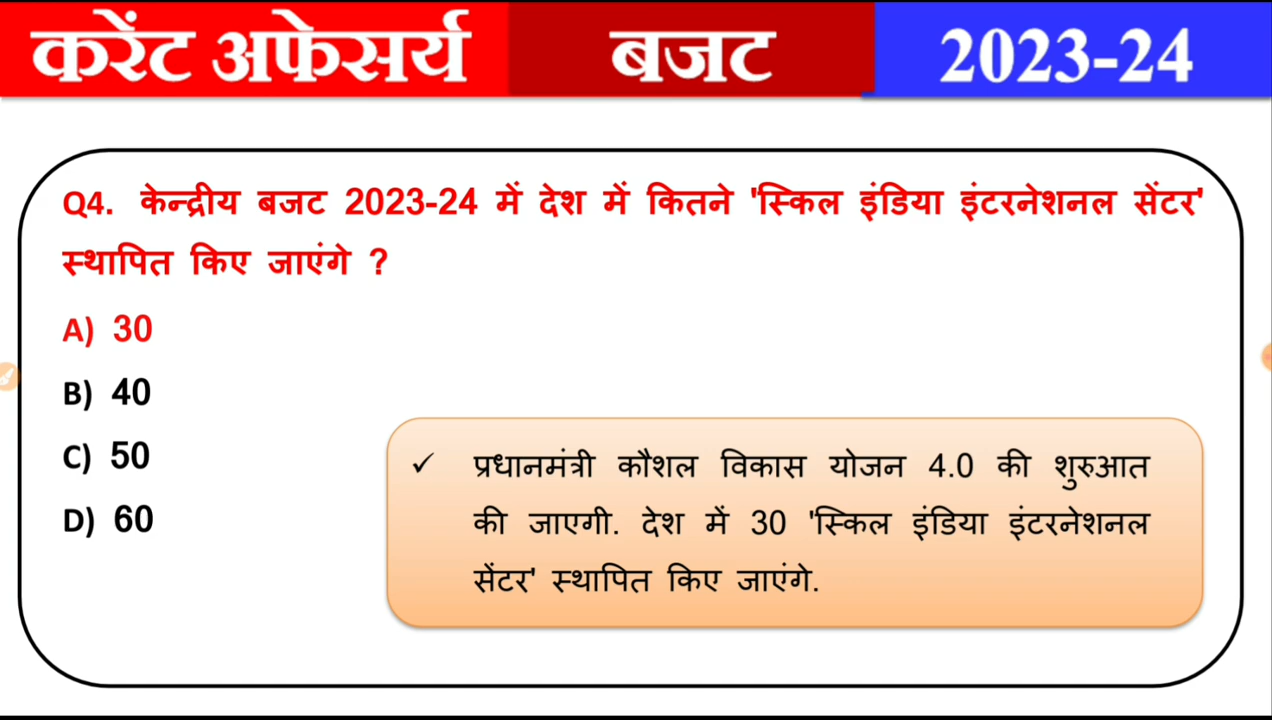 करेंट अफेसर्य बजट 2023-24
Q4. केन्द्रीय बजट 2023-24 में देश में कितने 'स्किल इंडिया इंटरनेशनल सेंटर'
स्थापित किए जाएंगे ?
A) 30
B) 40
C) 50
D) 60
✓ प्रधानमंत्री कौशल विकास योजन 4.0 की शुरुआत
की जाएगी. देश में 30 'स्किल इंडिया इंटरनेशनल
सेंटर' स्थापित किए जाएंगे.